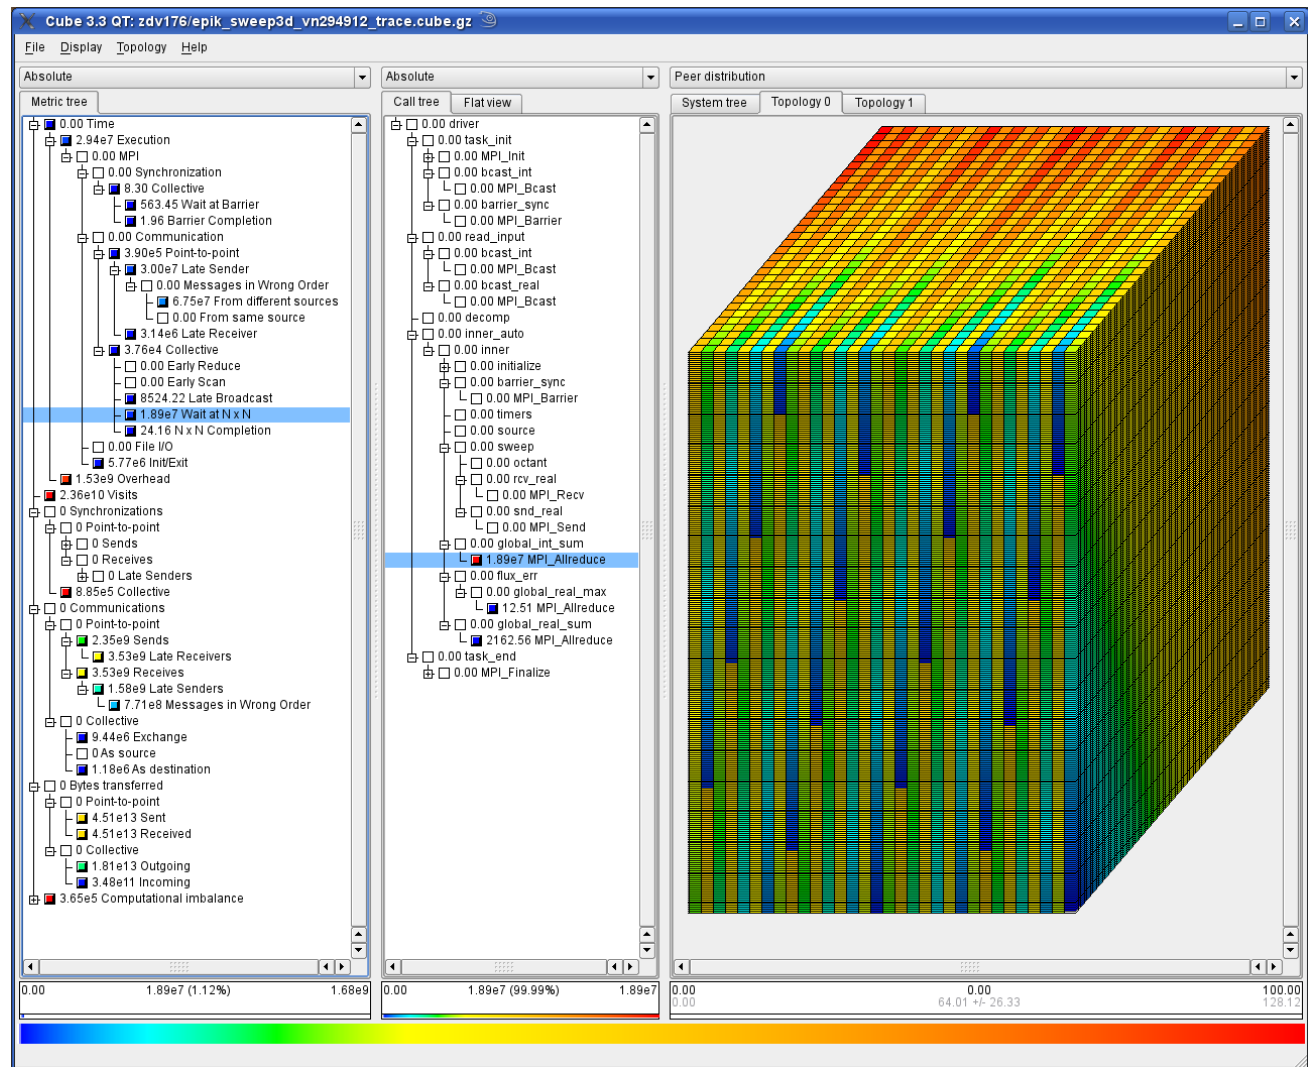 Cube 3.3 QT: zdv176/epik_sweep3d_vn294912_trace.cube.gz
File Display Topology Help
Absolute
Metric tree
0.00 Time
2.94e7 Execution
0.00 MPI
0.00 Synchronization
8.30 Collective
563.45 Wait at Barrier
1.96 Barrier Completion
0.00 Communication
3.90e5 Point-to-point
3.00e7 Late Sender
0.00 Messages in Wrong Order
6.75e7 From different sources
0.00 From same source
3.14e6 Late Receiver
3.76e4 Collective
0.00 Early Reduce
0.00 Early Scan
8524.22 Late Broadcast
1.89e7 Wait at N x N
24.16 N x N Completion
0.00 File I/O
5.77e6 Init/Exit
1.53e9 Overhead
2.36e10 Visits
0 Synchronizations
0 Point-to-point
0 Sends
0 Receives
0 Late Senders
8.85e5 Collective
0 Communications
0 Point-to-point
2.35e9 Sends
3.53e9 Late Receivers
3.53e9 Receives
1.58e9 Late Senders
7.71e8 Messages in Wrong Order
0 Collective
9.44e6 Exchange
0 As source
1.18e6 As destination
0 Bytes transferred
0 Point-to-point
4.51e13 Sent
4.51e13 Received
0 Collective
1.81e13 Outgoing
3.48e11 Incoming
3.65e5 Computational imbalance
0.00 1.89e7 (1.12%) 1.68e9
Absolute
Call tree Flat view
0.00 driver
0.00 task_init
0.00 MPI_Init
0.00 bcast_int
0.00 MPI_Bcast
0.00 barrier_sync
0.00 MPI_Barrier
0.00 read_input
0.00 bcast_int
0.00 MPI_Bcast
0.00 bcast_real
0.00 MPI_Bcast
0.00 decomp
0.00 inner_auto
0.00 inner
0.00 initialize
0.00 barrier_sync
0.00 MPI_Barrier
0.00 timers
0.00 source
0.00 sweep
0.00 octant
0.00 rcv_real
0.00 MPI_Recv
0.00 snd_real
0.00 MPI_Send
0.00 global_int_sum
1.89e7 MPI_Allreduce
0.00 flux_err
0.00 global_real_max
12.51 MPI_Allreduce
0.00 global_real_sum
2162.56 MPI_Allreduce
0.00 task_end
0.00 MPI_Finalize
0.00 1.89e7 (99.99%) 1.89e7
Peer distribution
System tree Topology 0 Topology 1
0.00 0.00 100.00
0.00 64.01 +/- 26.33 128.12